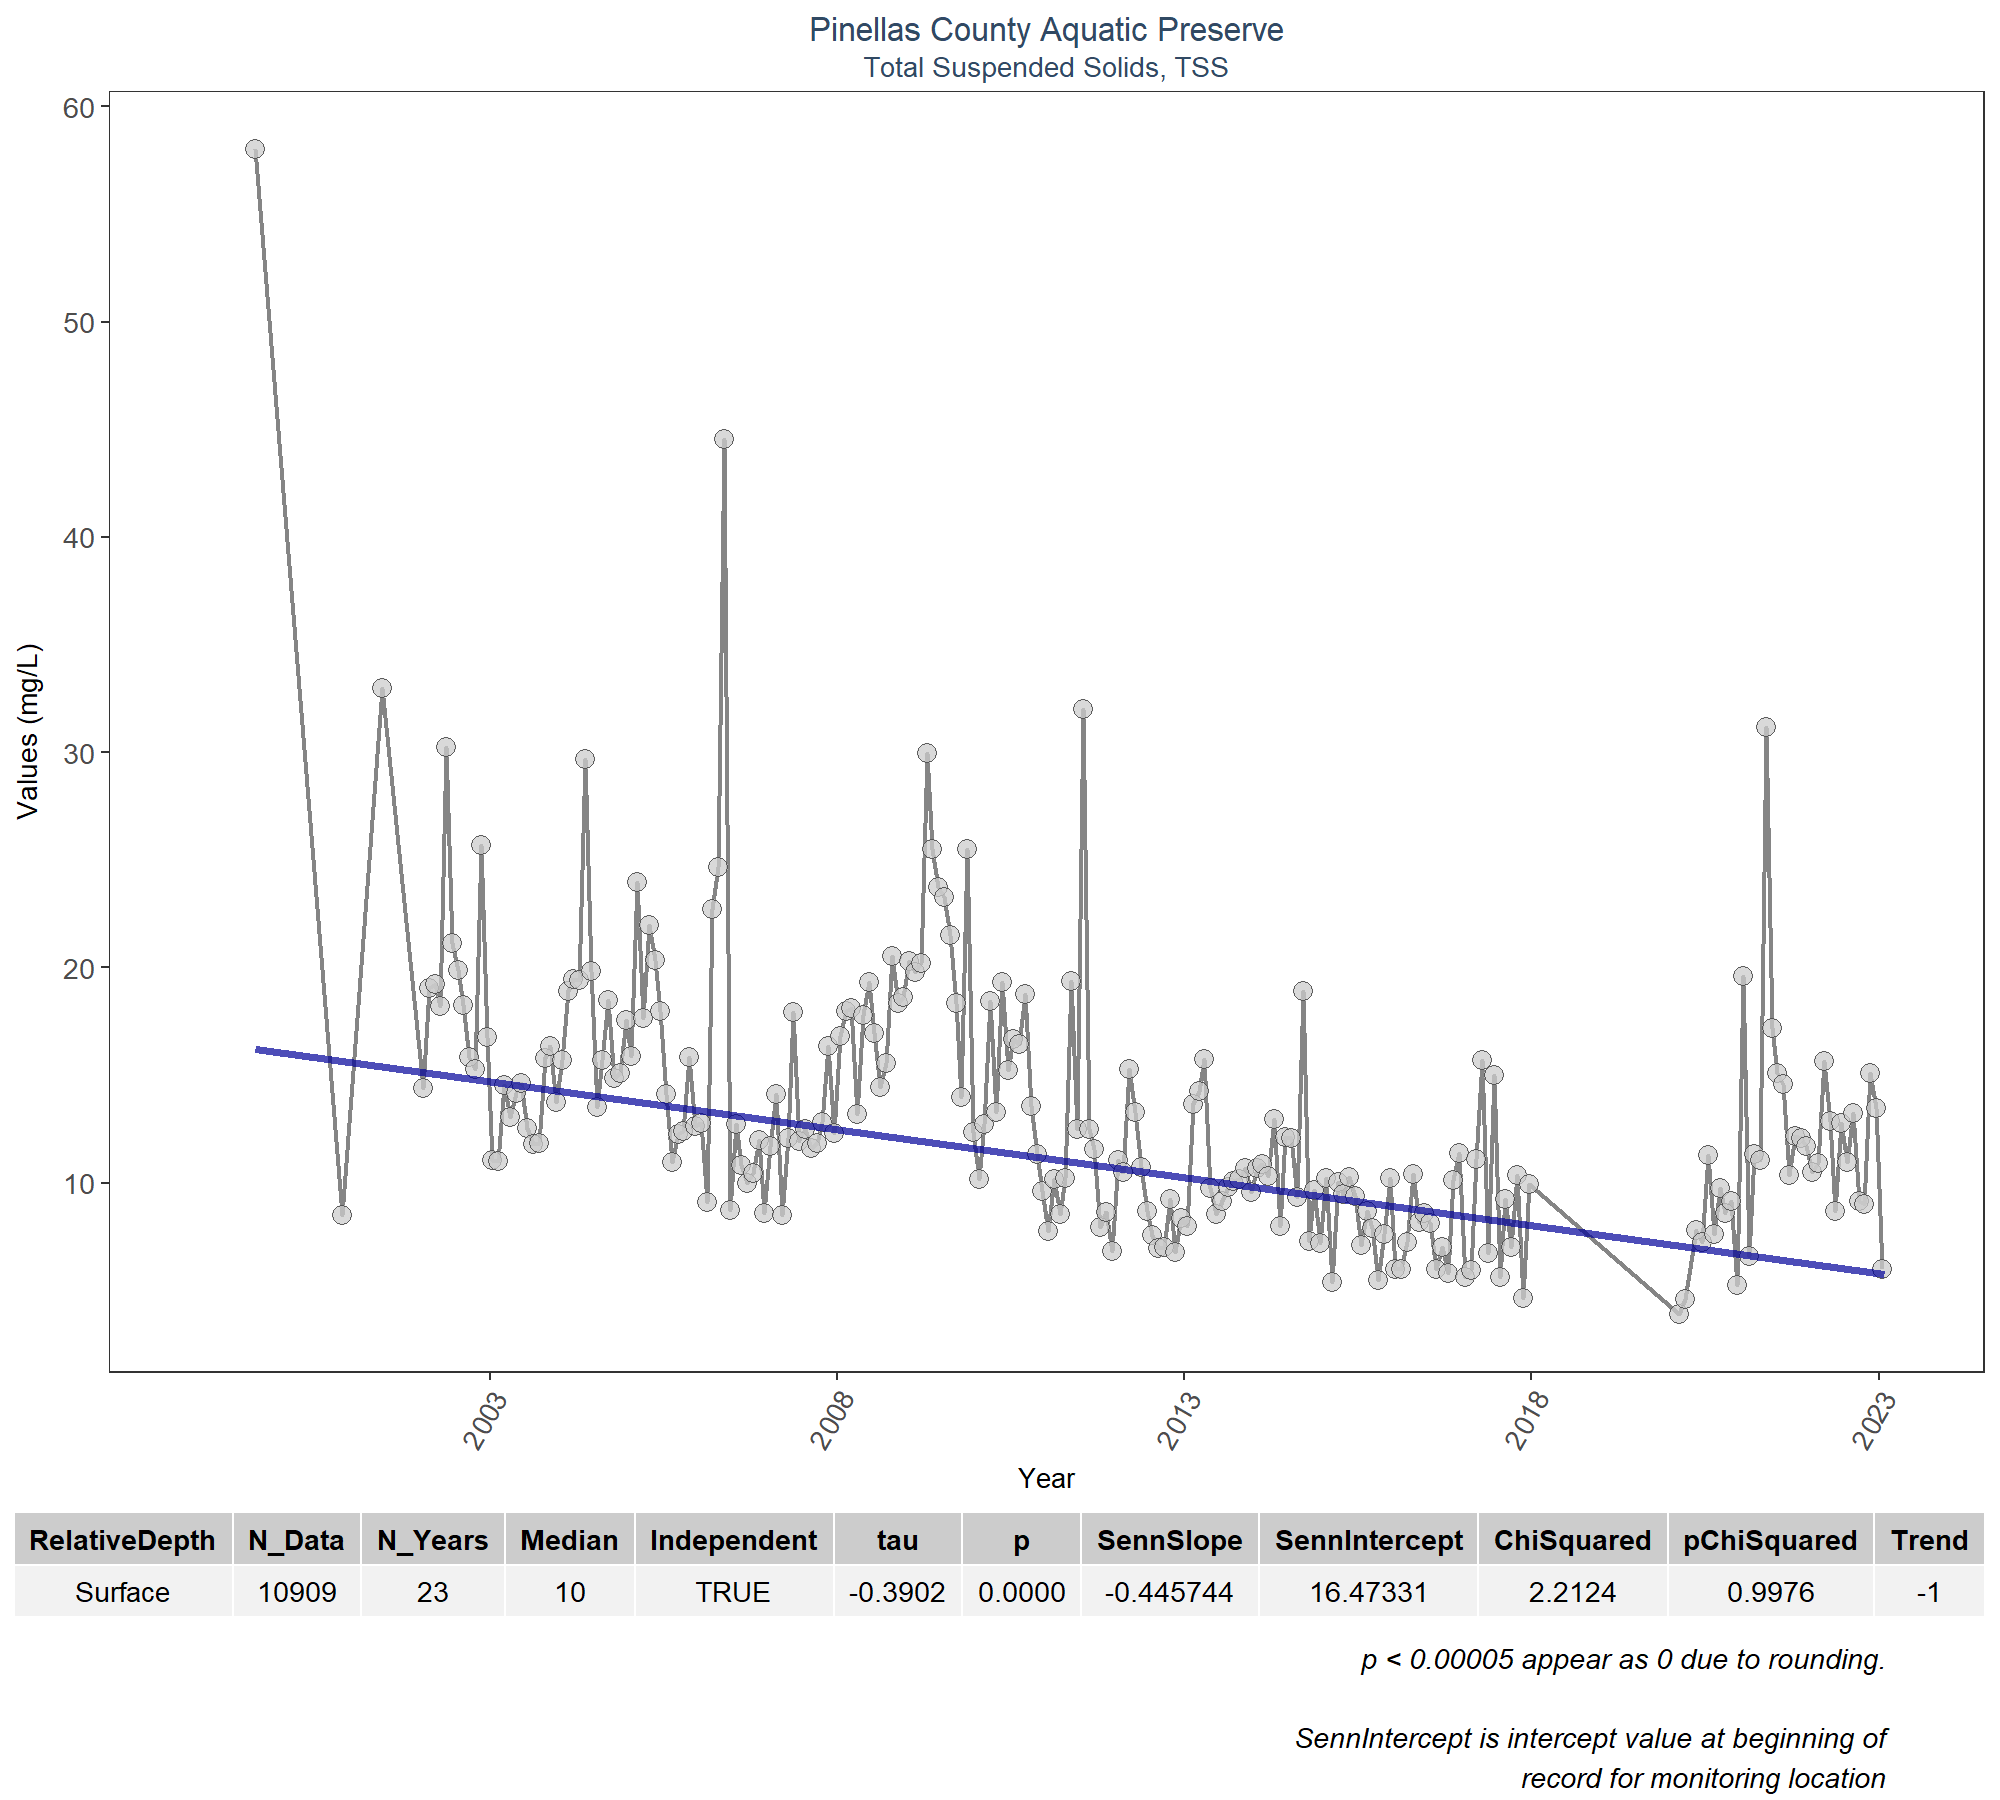 Pinellas County Aquatic Preserve
Total Suspended Solids, TSS
Values (mg/L)
60
50
40
30
20
10
2003 2008 2013 2018 2023
Year
RelativeDepth N_Data N_Years Median Independent tau p SennSlope SennIntercept ChiSquared pChiSquared Trend
Surface 10909 23 10 TRUE -0.3902 0.0000 -0.445744 16.47331 2.2124 0.9976 -1
p < 0.00005 appear as 0 due to rounding.
SennIntercept is intercept value at beginning of
record for monitoring location